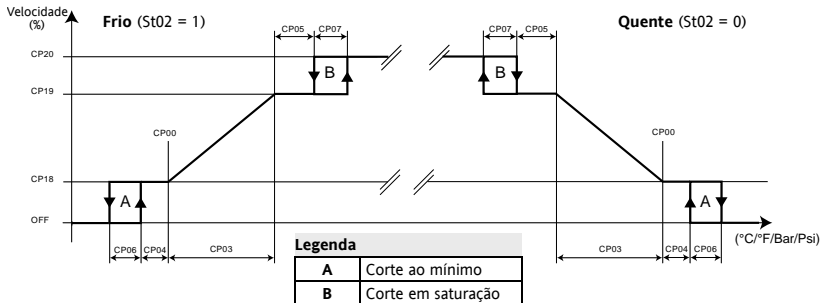 Velocidade
(%)
Frio (St02 = 1)
Quente (St02 = 0)
CP05 CP07
CP07 CP05
CP20
B
B
CP19
CP00
CP00
CP18
A
A
OFF
(°C/°F/Bar/Psi)
CP06 CP04 CP03
CP03 CP04 CP06
Legenda
A Corte ao mínimo
B Corte em saturação